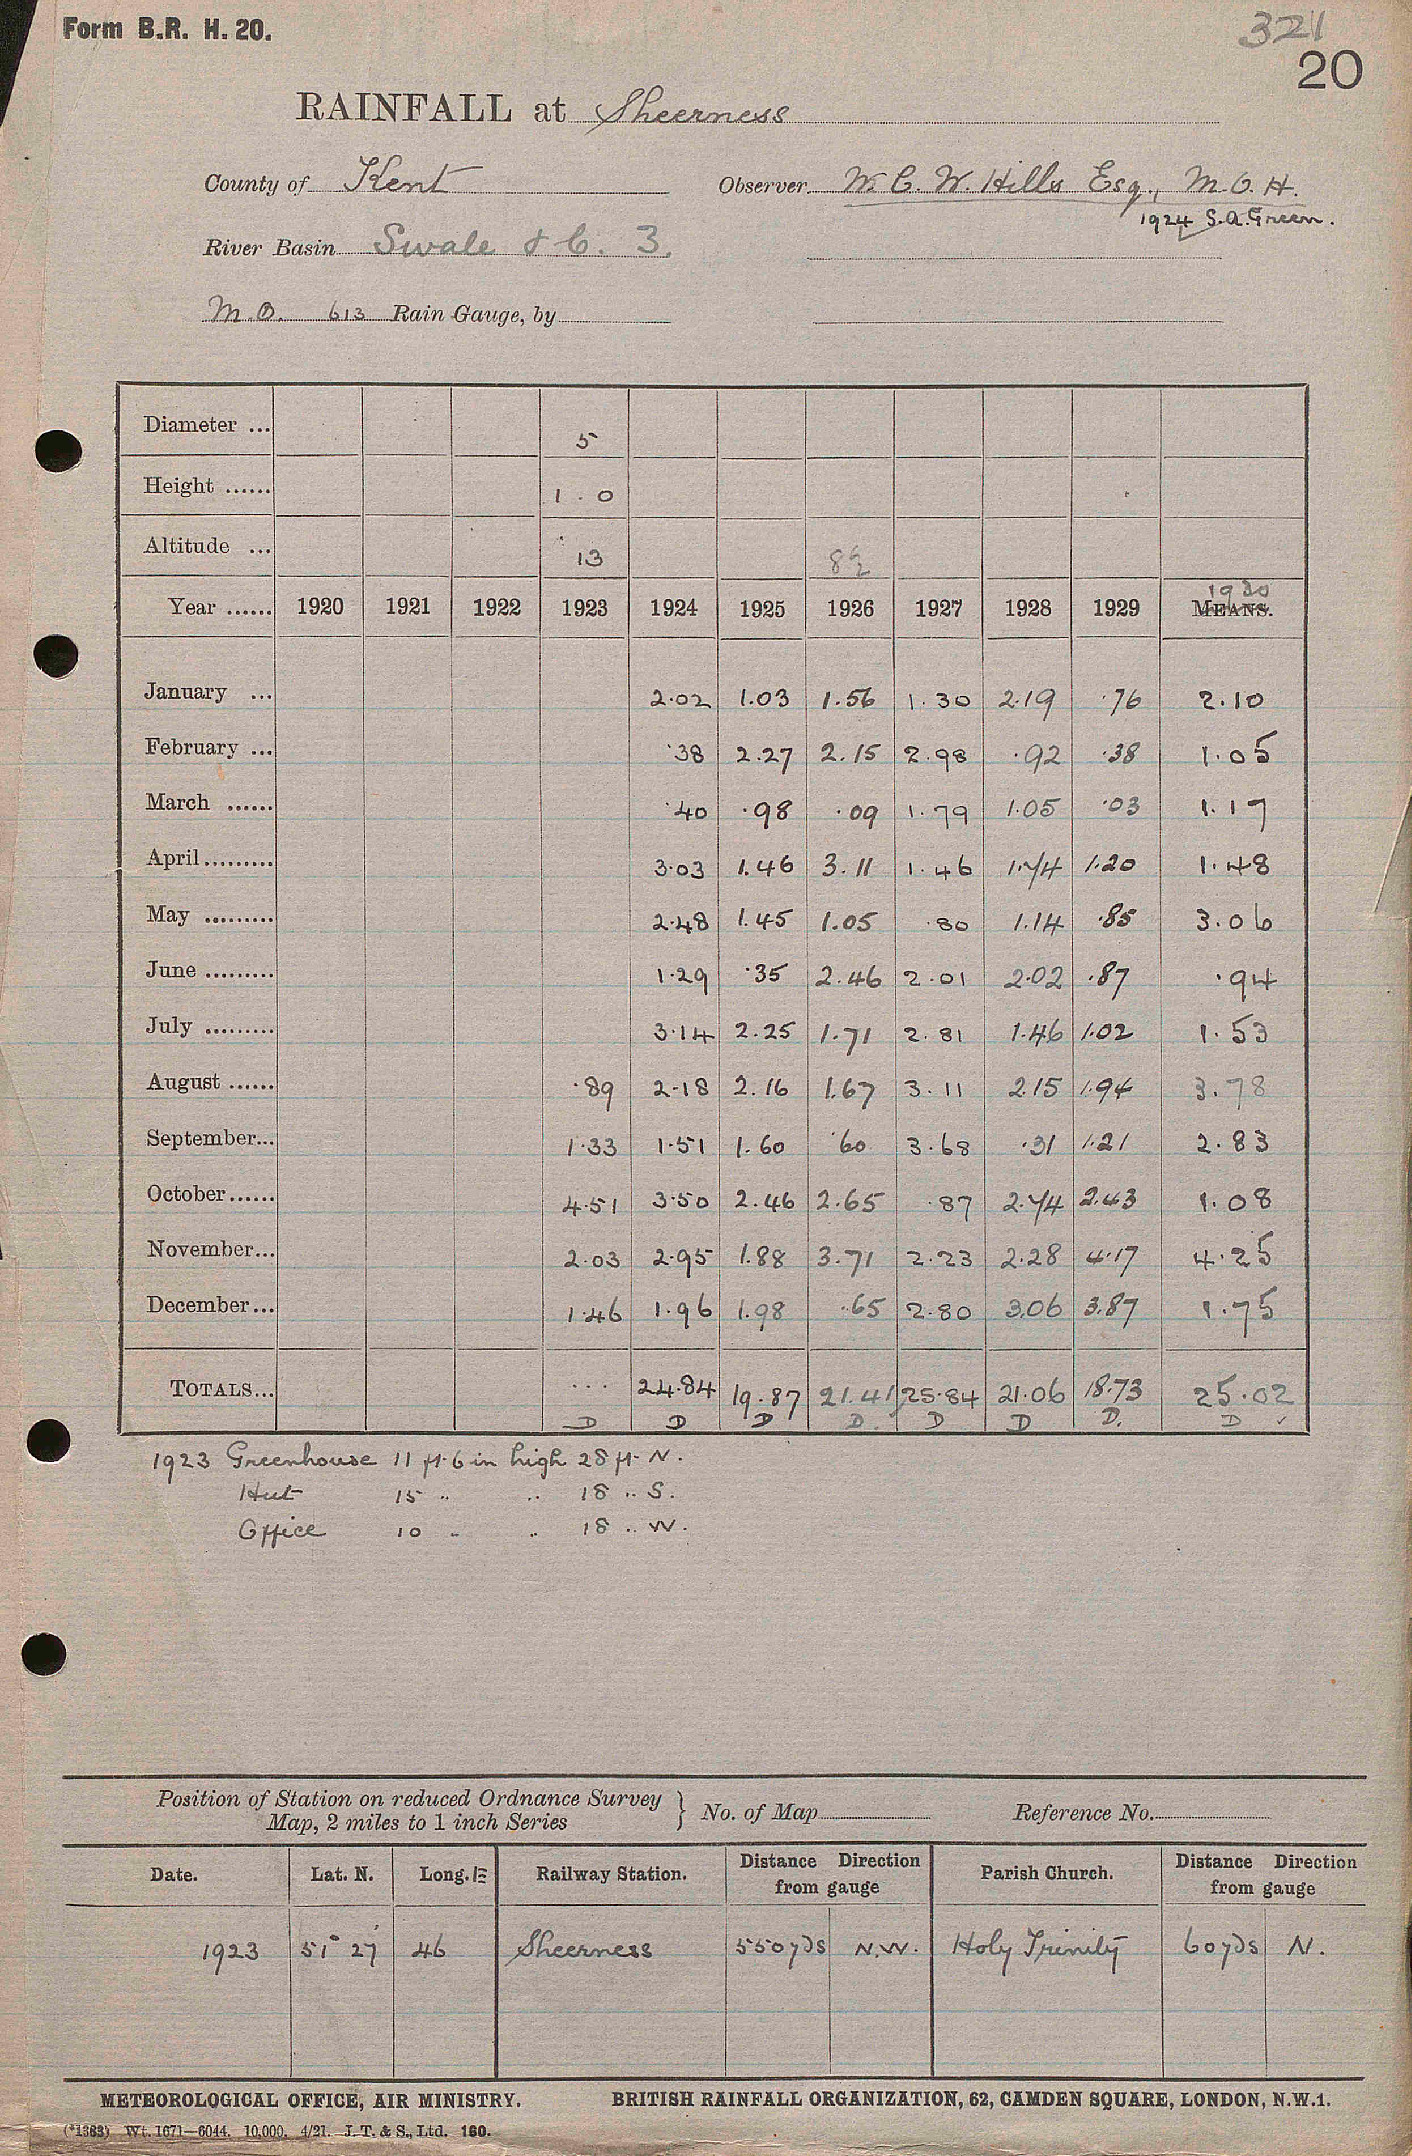 Form B.R. H. 20.
321
20
RAINFALL at Sheerness
County of Kent Observer W. C. W. Hills Esq., M.O.H.
1924 S.A. Green.
River Basin Swale &c. 3.
M.O. 613 Rain Gauge, by
Diameter ... 5
Height ...... 1.0
Altitude ... 13 8½
1930
Year ...... 1920 1921 1922 1923 1924 1925 1926 1927 1928 1929 MEANS.
January ... 2.02 1.03 1.56 1.30 2.19 .76 2.10
February ... .38 2.27 2.15 2.98 .92 .38 1.05
March ...... .40 .98 .09 1.79 1.05 .03 1.17
April ......... 3.03 1.46 3.11 1.46 1.74 1.20 1.48
May ......... 2.48 1.45 1.05 .80 1.14 .85 3.06
June ......... 1.29 .35 2.46 2.01 2.02 .87 .94
July ......... 3.14 2.25 1.71 2.81 1.46 1.02 1.53
August ...... .89 2.18 2.16 1.67 3.11 2.15 1.94 3.78
September... 1.33 1.51 1.60 .60 3.68 .31 1.21 2.83
October ...... 4.51 3.50 2.46 2.65 .87 2.74 2.43 1.08
November... 2.03 2.95 1.88 3.71 2.23 2.28 4.17 4.25
December... 1.46 1.96 1.98 .65 2.80 3.06 3.87 1.75
TOTALS... ... 24.84 19.87 21.41 25.84 21.06 18.73 25.02
D D D D. D D D. D ✓
1923 Greenhouse 11 ft. 6 in high 28 ft. N.
Hut 15 " " 18 " S.
Office 10 " " 18 " W.
Position of Station on reduced Ordnance Survey
Map, 2 miles to 1 inch Series } No. of Map Reference No.
Date. Lat. N. Long. E Railway Station. Distance Direction from gauge Parish Church. Distance Direction from gauge
1923 51° 27' 46 Sheerness 550 yds N.W. Holy Trinity 60 yds N.
METEOROLOGICAL OFFICE, AIR MINISTRY. BRITISH RAINFALL ORGANIZATION, 62, CAMDEN SQUARE, LONDON, N.W.1.
(*1383) Wt. 1671—6044. 10,000. 4/21. J. T. & S., Ltd. 160.